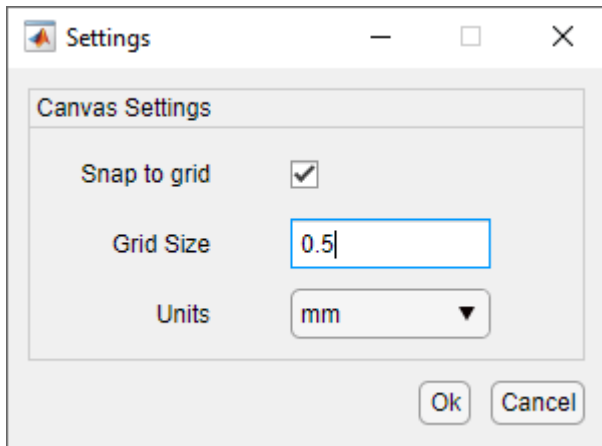 Settings
Canvas Settings
Snap to grid
Grid Size 0.5
Units mm
Ok Cancel